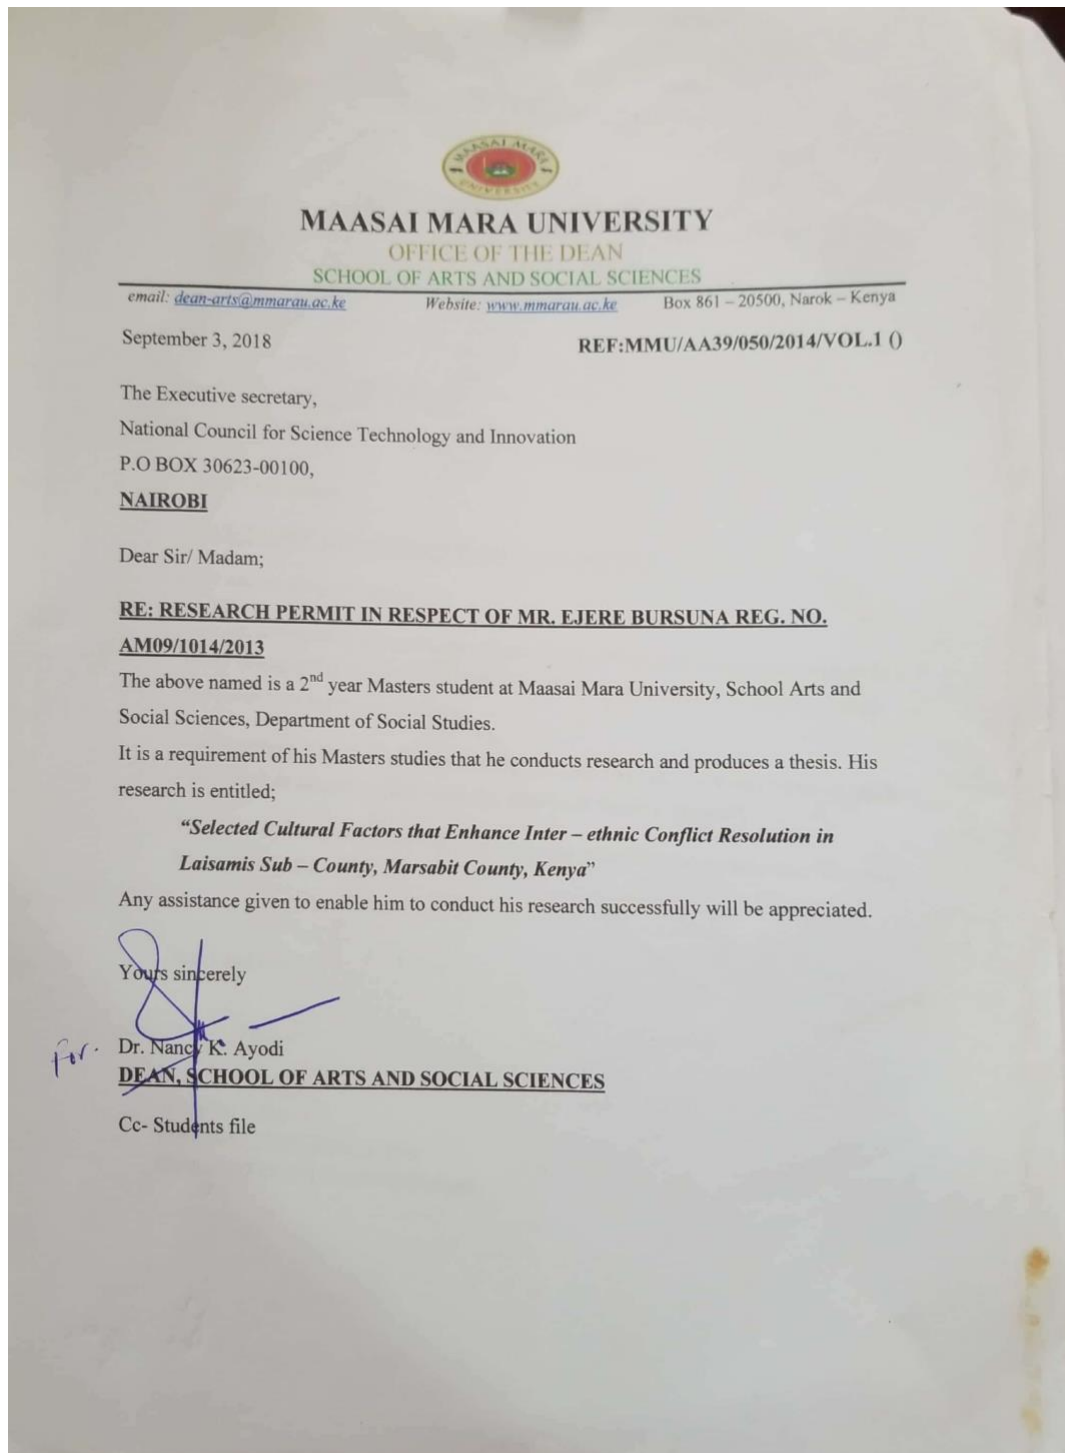 MAASAI MARA
UNIVERSITY
MAASAI MARA UNIVERSITY
OFFICE OF THE DEAN
SCHOOL OF ARTS AND SOCIAL SCIENCES
email: dean-arts@mmarau.ac.ke Website: www.mmarau.ac.ke Box 861 – 20500, Narok – Kenya
September 3, 2018 REF:MMU/AA39/050/2014/VOL.1 ()
The Executive secretary,
National Council for Science Technology and Innovation
P.O BOX 30623-00100,
NAIROBI
Dear Sir/ Madam;
RE: RESEARCH PERMIT IN RESPECT OF MR. EJERE BURSUNA REG. NO.
AM09/1014/2013
The above named is a 2nd year Masters student at Maasai Mara University, School Arts and
Social Sciences, Department of Social Studies.
It is a requirement of his Masters studies that he conducts research and produces a thesis. His
research is entitled;
“Selected Cultural Factors that Enhance Inter – ethnic Conflict Resolution in
Laisamis Sub – County, Marsabit County, Kenya”
Any assistance given to enable him to conduct his research successfully will be appreciated.
Yours sincerely
For. Dr. Nancy K. Ayodi
DEAN, SCHOOL OF ARTS AND SOCIAL SCIENCES
Cc- Students file